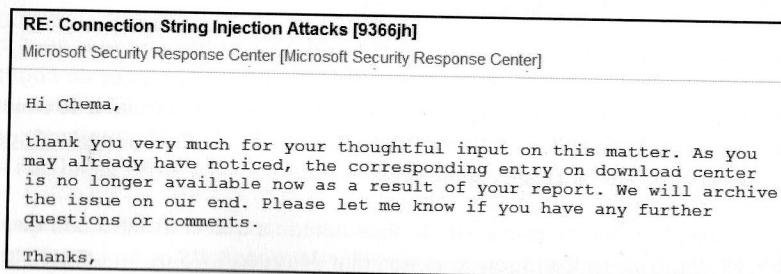 RE: Connection String Injection Attacks [9366jh]
Microsoft Security Response Center [Microsoft Security Response Center]
Hi Chema,
thank you very much for your thoughtful input on this matter. As you
may already have noticed, the corresponding entry on download center
is no longer available now as a result of your report. We will archive
the issue on our end. Please let me know if you have any further
questions or comments.
Thanks,